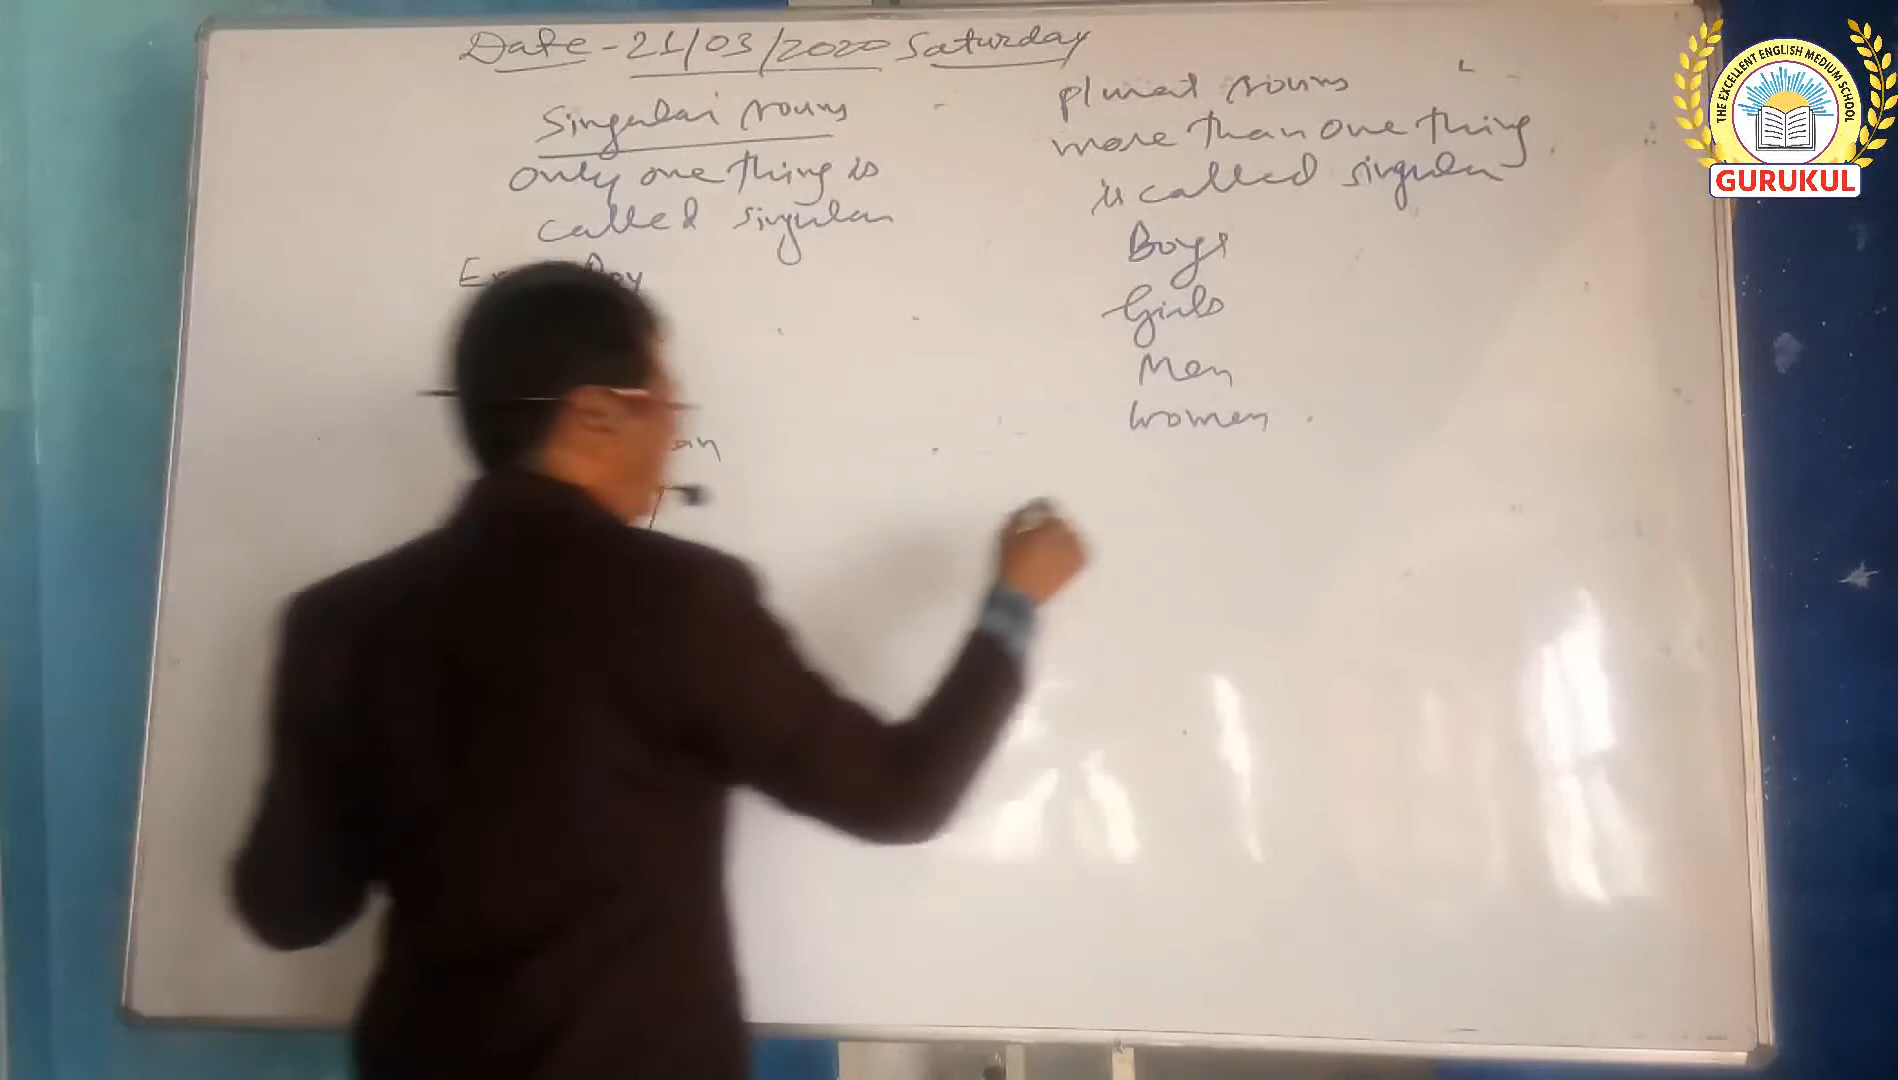 Date - 21/03/2020 Saturday
Singular nouns
only one thing is
called singular
Boy
plural nouns
more than one thing
is called singular
Boys
Girls
Men
women
THE EXCELLENT ENGLISH MEDIUM SCHOOL
GURUKUL